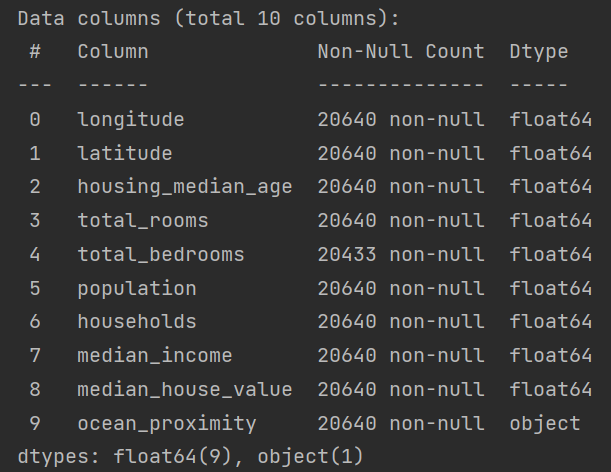 Data columns (total 10 columns):
 #   Column              Non-Null Count  Dtype
---  ------              --------------  -----
 0   longitude           20640 non-null  float64
 1   latitude            20640 non-null  float64
 2   housing_median_age  20640 non-null  float64
 3   total_rooms         20640 non-null  float64
 4   total_bedrooms      20433 non-null  float64
 5   population          20640 non-null  float64
 6   households          20640 non-null  float64
 7   median_income       20640 non-null  float64
 8   median_house_value  20640 non-null  float64
 9   ocean_proximity     20640 non-null  object
dtypes: float64(9), object(1)